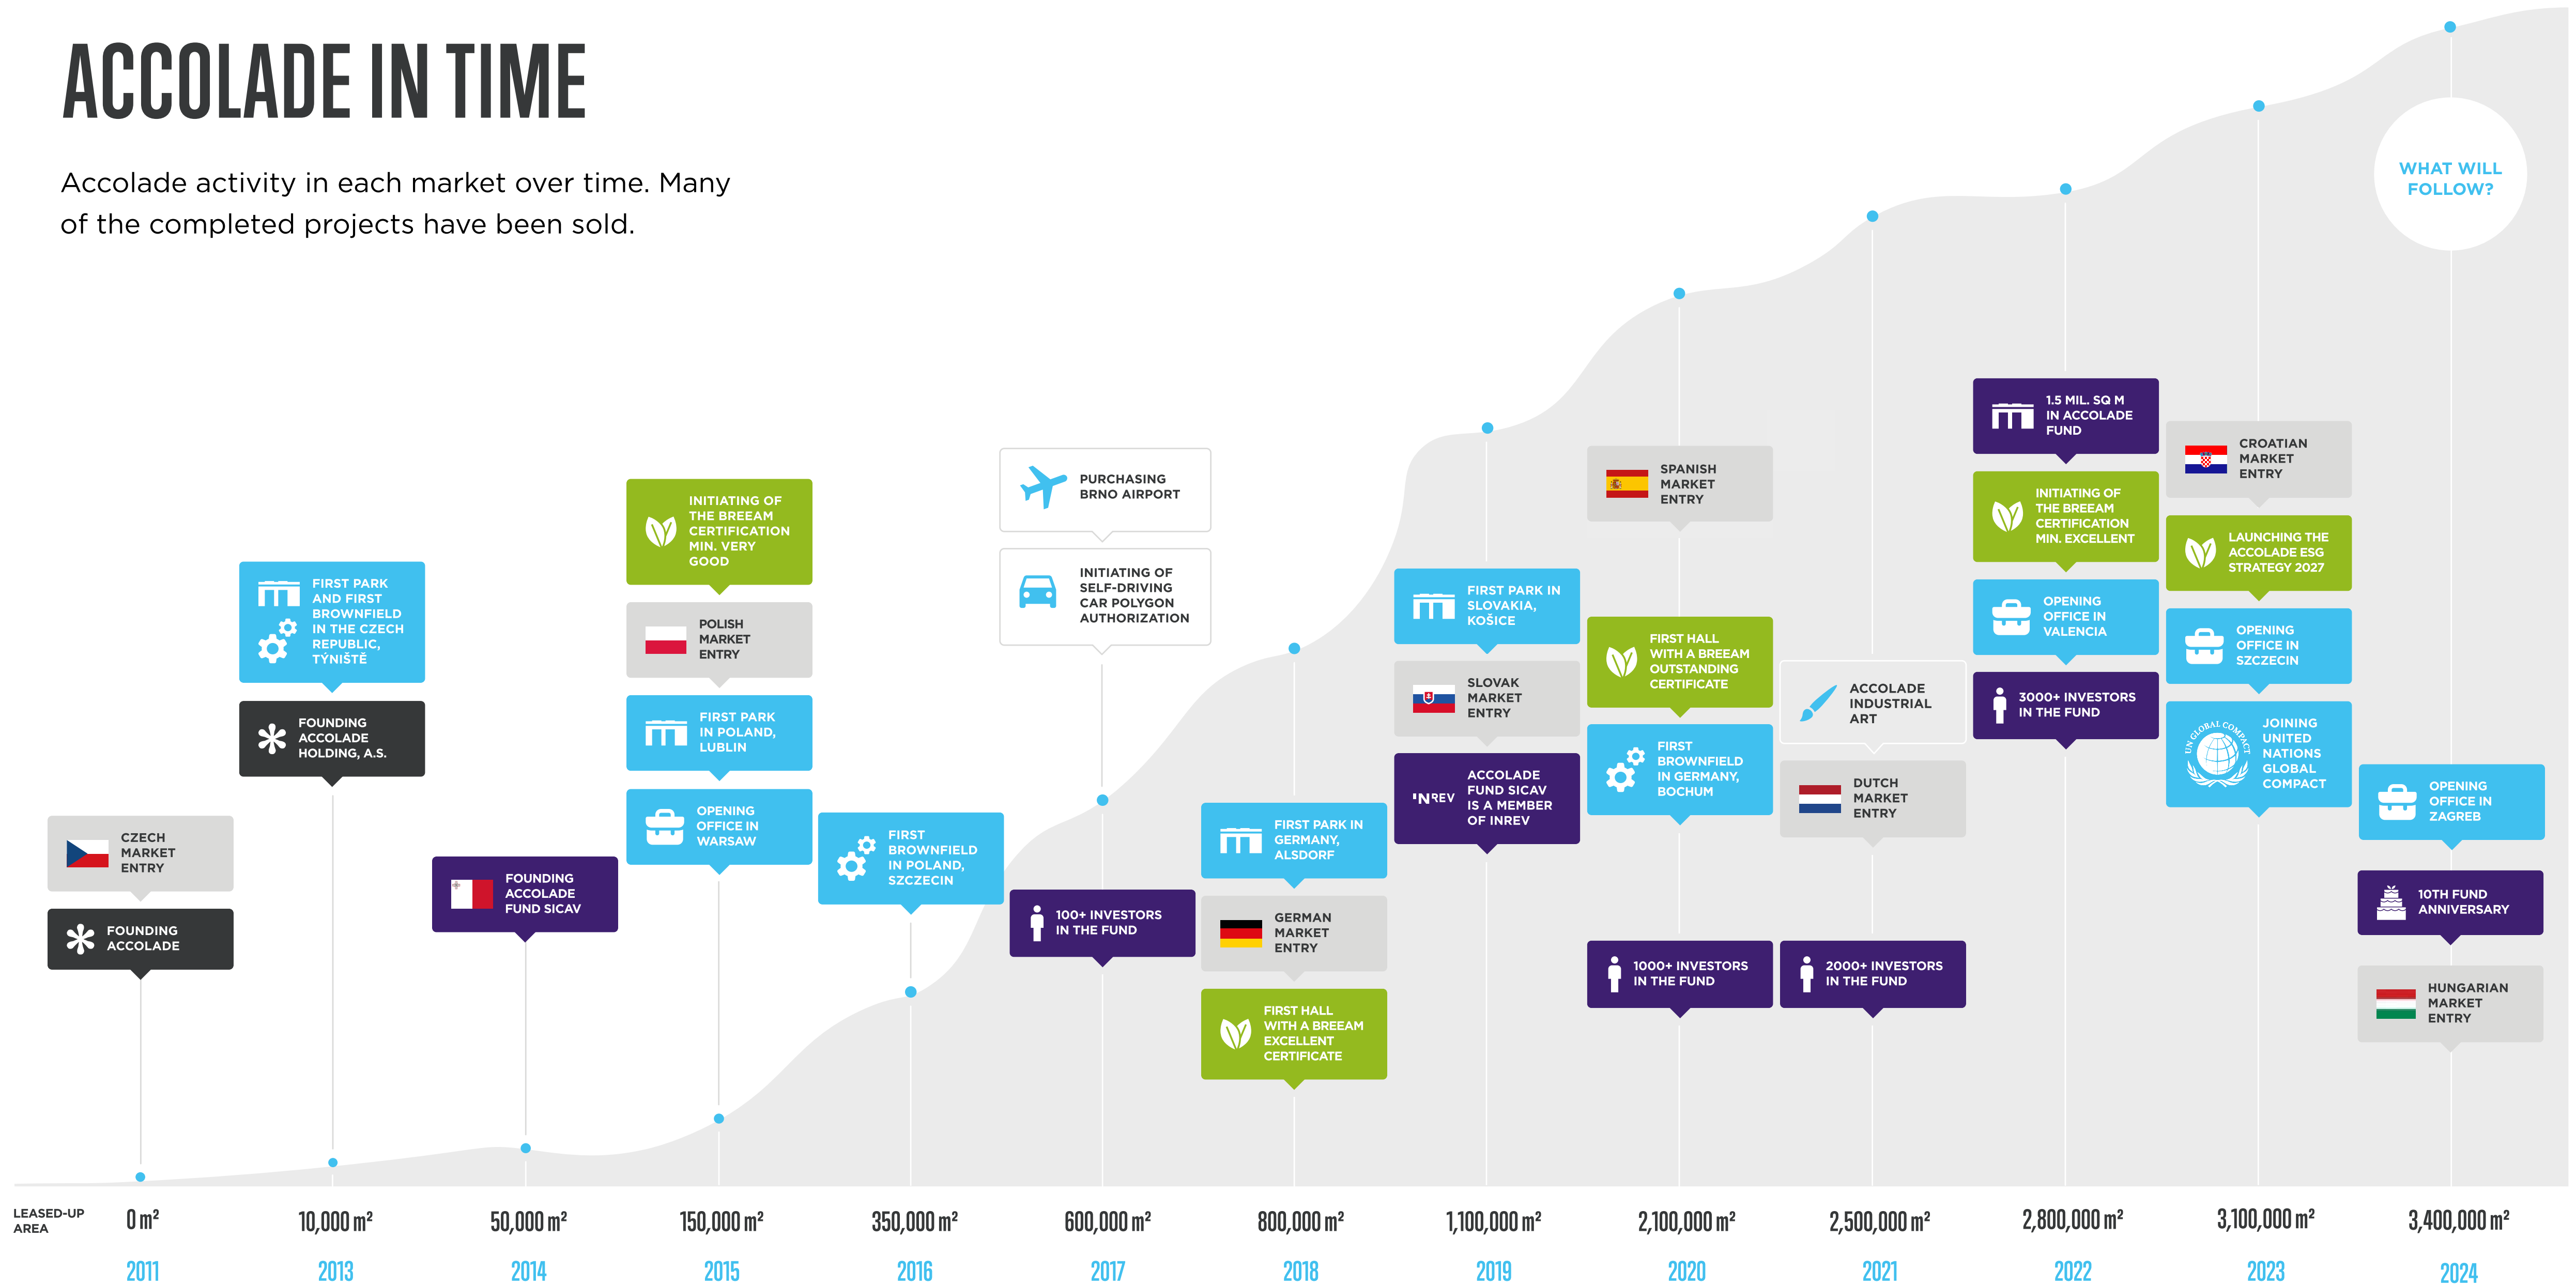 ACCOLADE IN TIME
Accolade activity in each market over time. Many
of the completed projects have been sold.
CZECH
MARKET
ENTRY
FOUNDING
ACCOLADE
FIRST PARK
AND FIRST
BROWNFIELD
IN THE CZECH
REPUBLIC,
TÝNIŠTĚ
FOUNDING
ACCOLADE
HOLDING, A.S.
FOUNDING
ACCOLADE
FUND SICAV
INITIATING OF
THE BREEAM
CERTIFICATION
MIN. VERY
GOOD
POLISH
MARKET
ENTRY
FIRST PARK
IN POLAND,
LUBLIN
OPENING
OFFICE IN
WARSAW
FIRST
BROWNFIELD
IN POLAND,
SZCZECIN
PURCHASING
BRNO AIRPORT
INITIATING OF
SELF-DRIVING
CAR POLYGON
AUTHORIZATION
100+ INVESTORS
IN THE FUND
FIRST PARK IN
GERMANY,
ALSDORF
GERMAN
MARKET
ENTRY
FIRST HALL
WITH A BREEAM
EXCELLENT
CERTIFICATE
FIRST PARK IN
SLOVAKIA,
KOŠICE
SLOVAK
MARKET
ENTRY
INREV
ACCOLADE
FUND SICAV
IS A MEMBER
OF INREV
SPANISH
MARKET
ENTRY
FIRST HALL
WITH A BREEAM
OUTSTANDING
CERTIFICATE
FIRST
BROWNFIELD
IN GERMANY,
BOCHUM
1000+ INVESTORS
IN THE FUND
ACCOLADE
INDUSTRIAL
ART
DUTCH
MARKET
ENTRY
2000+ INVESTORS
IN THE FUND
1.5 MIL. SQ M
IN ACCOLADE
FUND
INITIATING OF
THE BREEAM
CERTIFICATION
MIN. EXCELLENT
OPENING
OFFICE IN
VALENCIA
3000+ INVESTORS
IN THE FUND
CROATIAN
MARKET
ENTRY
LAUNCHING THE
ACCOLADE ESG
STRATEGY 2027
OPENING
OFFICE IN
SZCZECIN
UN GLOBAL COMPACT
JOINING
UNITED
NATIONS
GLOBAL
COMPACT
WHAT WILL
FOLLOW?
OPENING
OFFICE IN
ZAGREB
10TH FUND
ANNIVERSARY
HUNGARIAN
MARKET
ENTRY
LEASED-UP
AREA
0 m² 10,000 m² 50,000 m² 150,000 m² 350,000 m² 600,000 m² 800,000 m² 1,100,000 m² 2,100,000 m² 2,500,000 m² 2,800,000 m² 3,100,000 m² 3,400,000 m²
2011 2013 2014 2015 2016 2017 2018 2019 2020 2021 2022 2023 2024